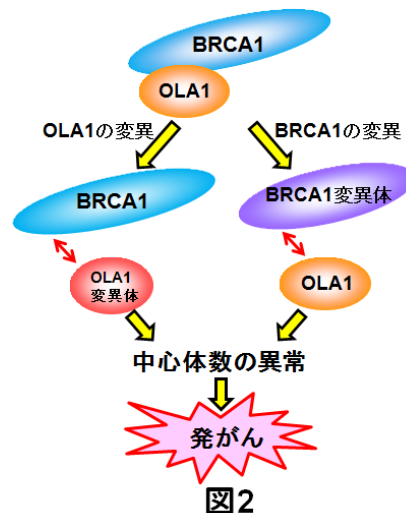 BRCA1
OLA1
OLA1の変異
BRCA1の変異
BRCA1
BRCA1変異体
OLA1
変異体
OLA1
中心体数の異常
発がん
図2